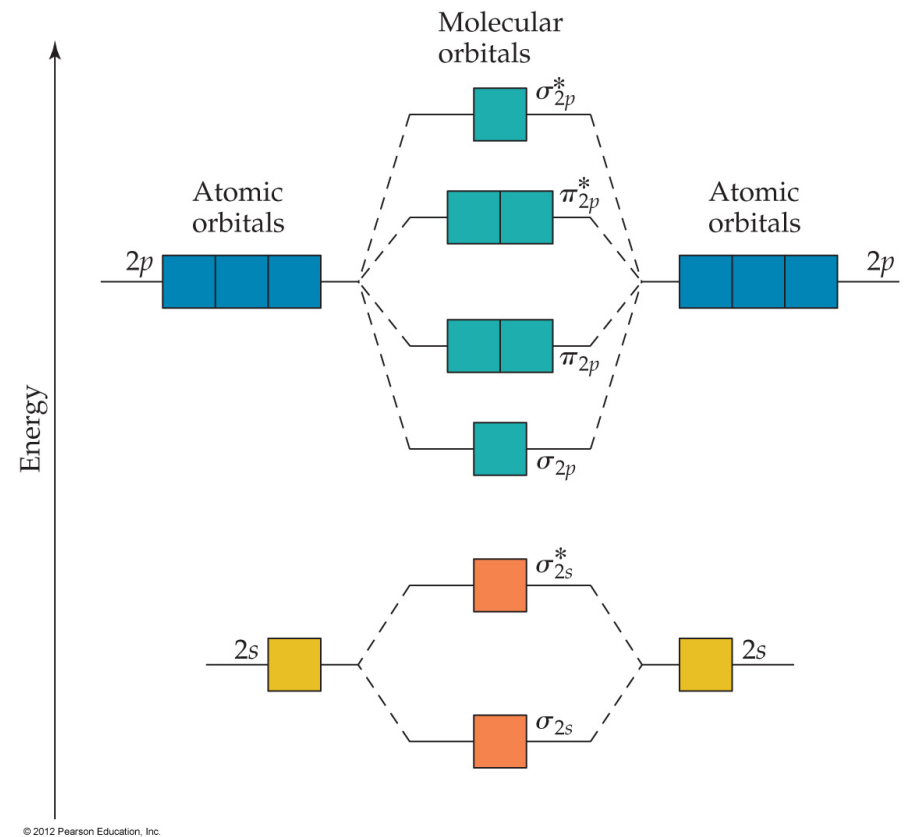 Molecular
orbitals
σ*2p
π*2p
Atomic
orbitals
Atomic
orbitals
2p
2p
π2p
σ2p
Energy
σ*2s
2s
2s
σ2s
© 2012 Pearson Education, Inc.